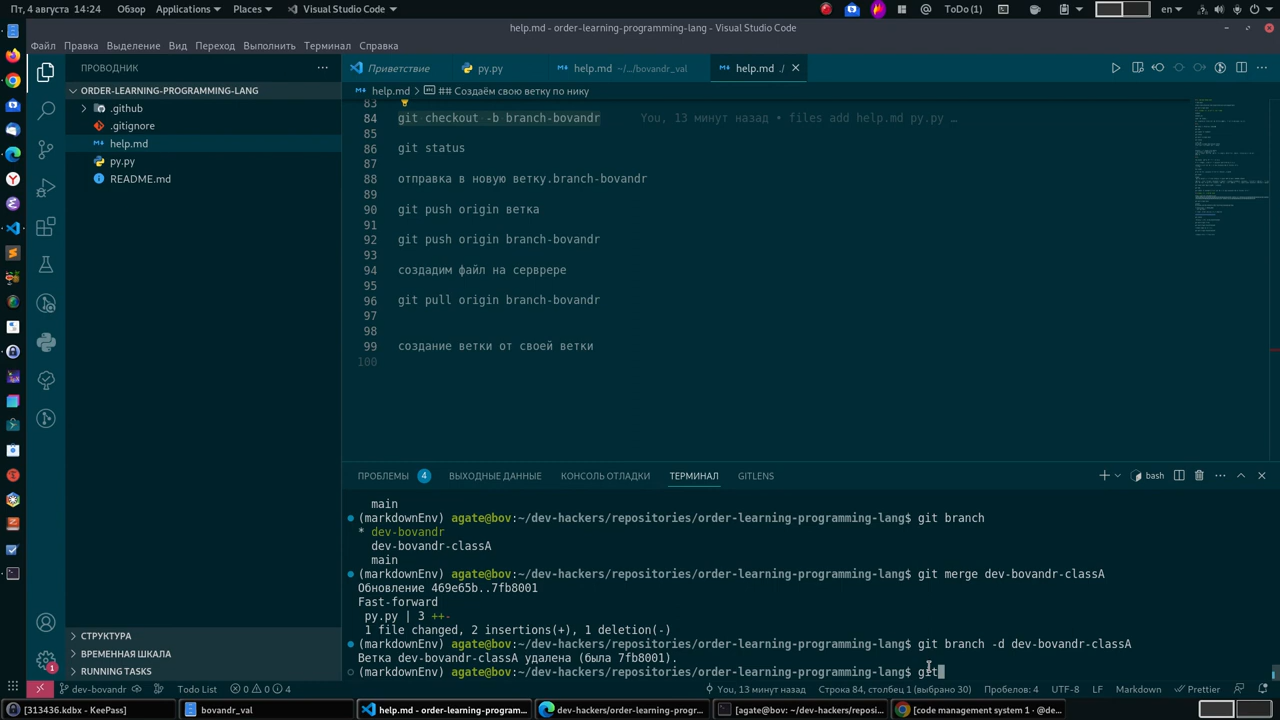 Пт, 4 августа 14:24 Обзор Applications Places Visual Studio Code ToDo (1) en
help.md - order-learning-programming-lang - Visual Studio Code
Файл Правка Выделение Вид Переход Выполнить Терминал Справка
ПРОВОДНИК
Приветствие py.py help.md ~/.../bovandr_val help.md ./
ORDER-LEARNING-PROGRAMMING-LANG
help.md > ## Создаём свою ветку по нику
.github
.gitignore
help.md
py.py
README.md
83
84 git checkout -b branch-bovandr You, 13 минут назад • files add help.md py.py …
85
86 git status
87
88 отправка в новую ветку.branch-bovandr
89
90 git push origin ветка
91
92 git push origin branch-bovandr
93
94 создадим файл на серврере
95
96 git pull origin branch-bovandr
97
98
99 создание ветки от своей ветки
100
ПРОБЛЕМЫ 4 ВЫХОДНЫЕ ДАННЫЕ КОНСОЛЬ ОТЛАДКИ ТЕРМИНАЛ GITLENS
bash
main
(markdownEnv) agate@bov:~/dev-hackers/repositories/order-learning-programming-lang$ git branch
* dev-bovandr
dev-bovandr-classA
main
(markdownEnv) agate@bov:~/dev-hackers/repositories/order-learning-programming-lang$ git merge dev-bovandr-classA
Обновление 469e65b..7fb8001
Fast-forward
py.py | 3 ++-
1 file changed, 2 insertions(+), 1 deletion(-)
(markdownEnv) agate@bov:~/dev-hackers/repositories/order-learning-programming-lang$ git branch -d dev-bovandr-classA
Ветка dev-bovandr-classA удалена (была 7fb8001).
(markdownEnv) agate@bov:~/dev-hackers/repositories/order-learning-programming-lang$ git
СТРУКТУРА
ВРЕМЕННАЯ ШКАЛА
RUNNING TASKS
1
dev-bovandr Todo List 0 0 4 You, 13 минут назад Строка 84, столбец 1 (выбрано 30) Пробелов: 4 UTF-8 LF Markdown Prettier
[313436.kdbx - KeePass] bovandr_val help.md - order-learning-program... dev-hackers/order-learning-prog... [agate@bov:~/dev-hackers/reposi... [code management system 1 · @de...